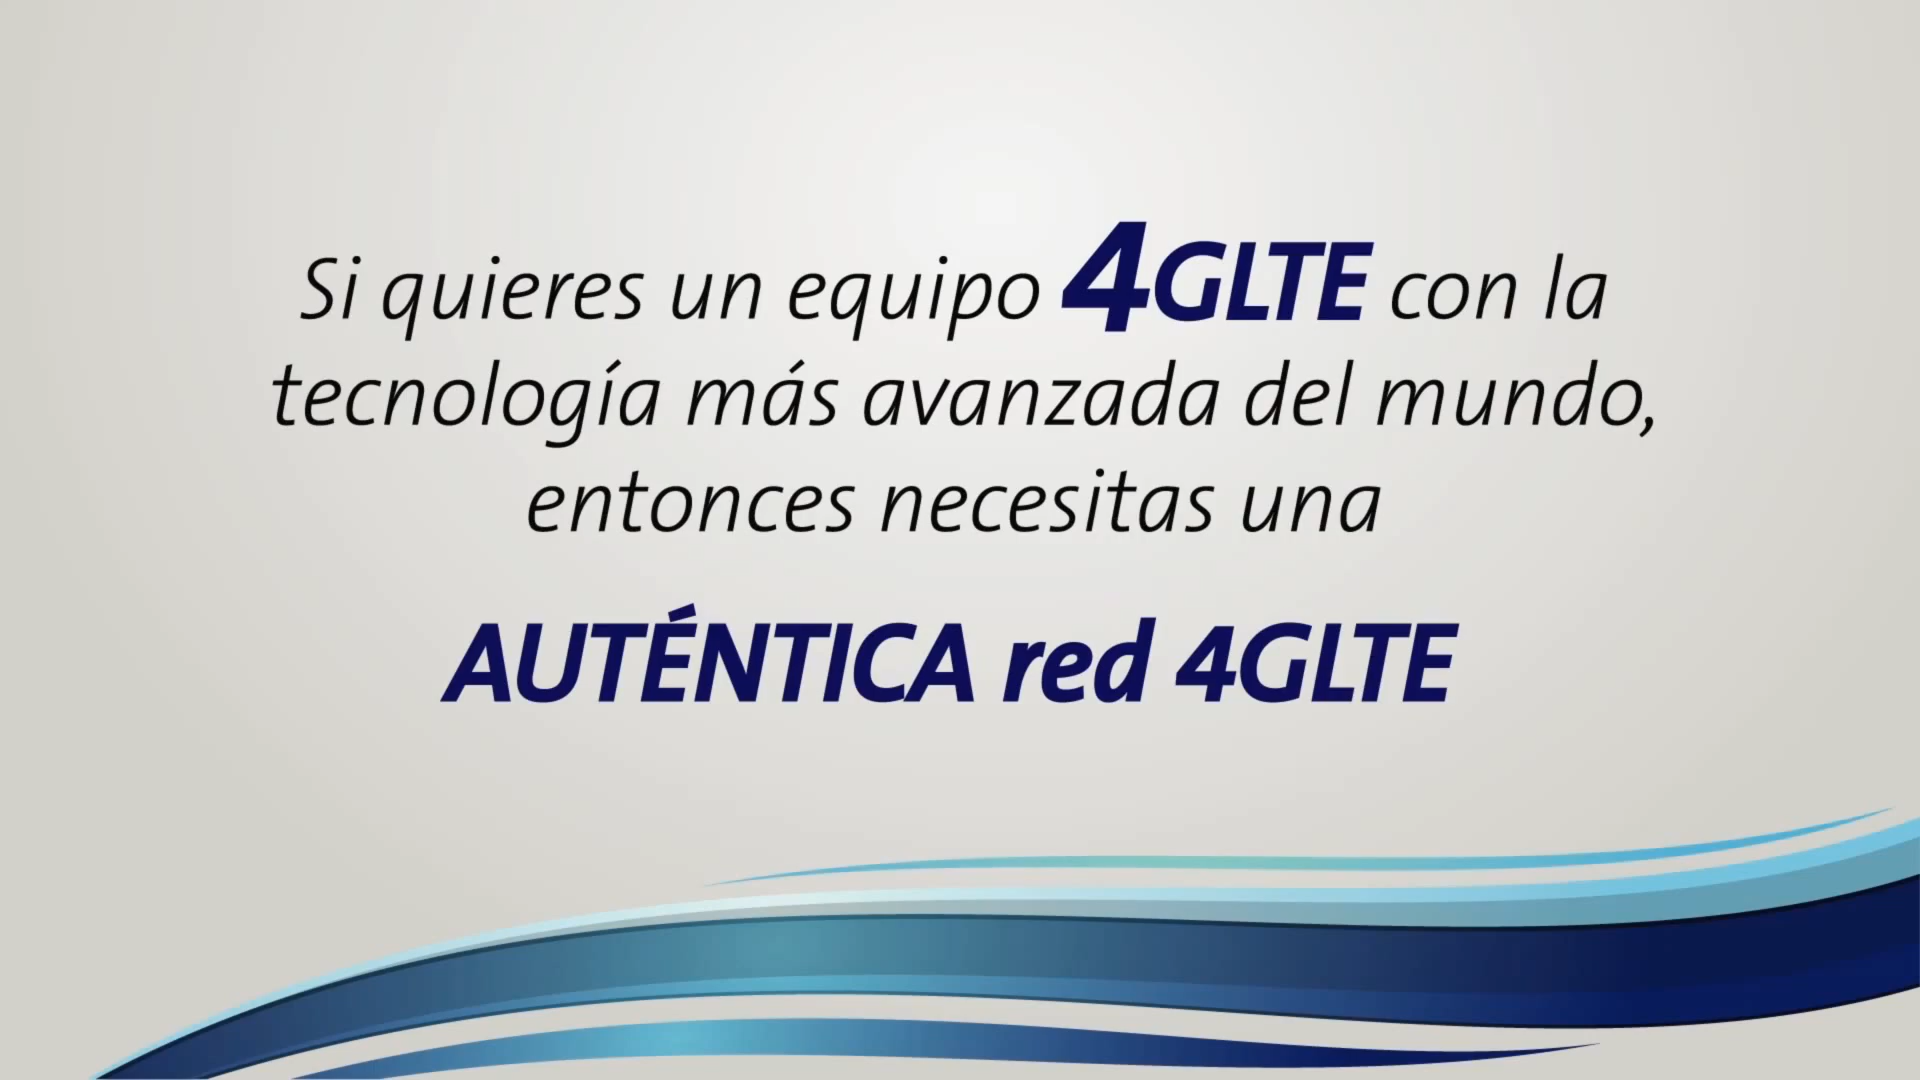 Si quieres un equipo 4GLTE con la
tecnología más avanzada del mundo,
entonces necesitas una
AUTÉNTICA red 4GLTE